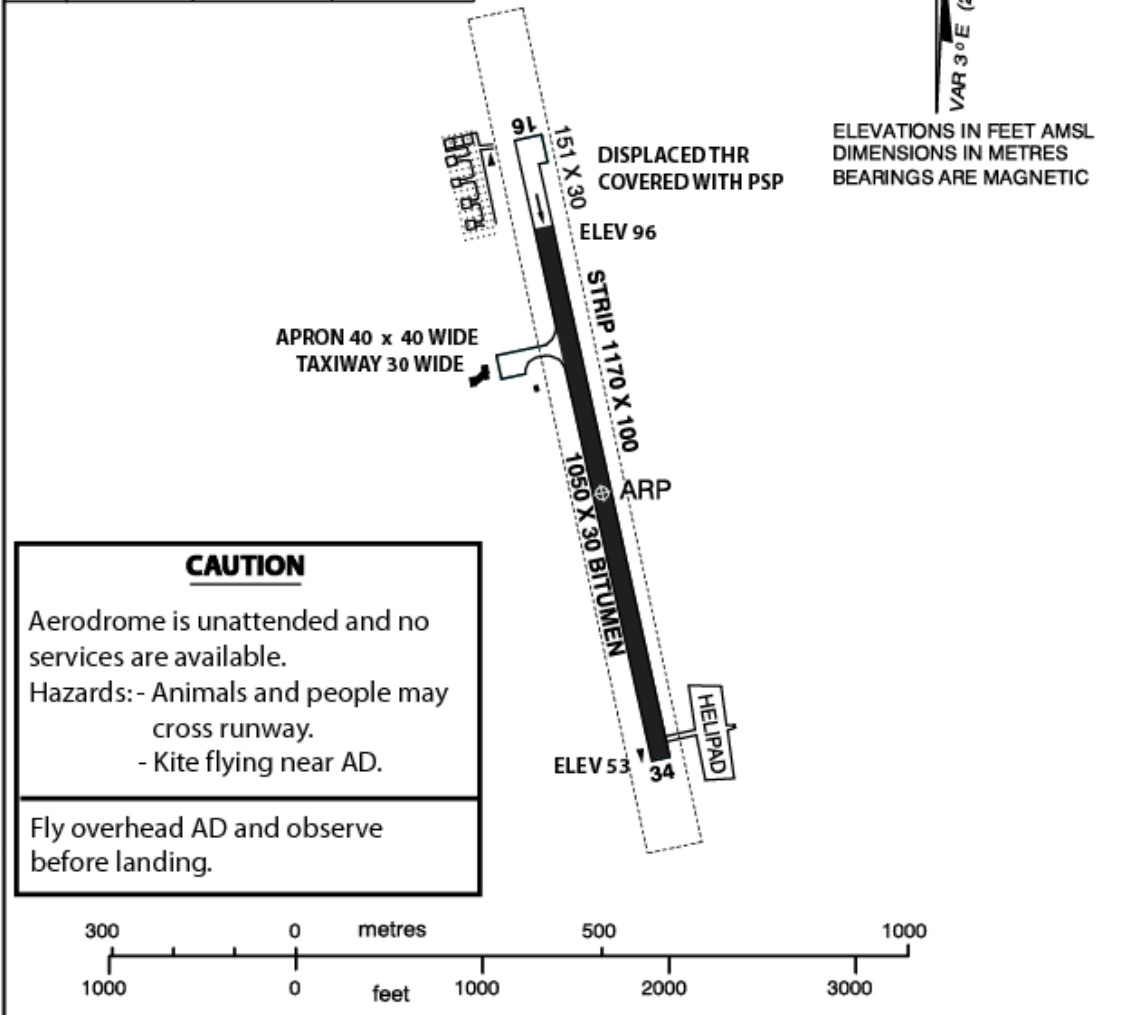 VAR 3°E (2
ELEVATIONS IN FEET AMSL
DIMENSIONS IN METRES
BEARINGS ARE MAGNETIC
16
151 X 30
DISPLACED THR
COVERED WITH PSP
ELEV 96
STRIP 1170 X 100
APRON 40 x 40 WIDE
TAXIWAY 30 WIDE
1050 X 30 BITUMEN
ARP
HELIPAD
ELEV 53
34
CAUTION
Aerodrome is unattended and no
services are available.
Hazards:- Animals and people may
cross runway.
- Kite flying near AD.
Fly overhead AD and observe
before landing.
300 0 metres 500 1000
1000 0 feet 1000 2000 3000